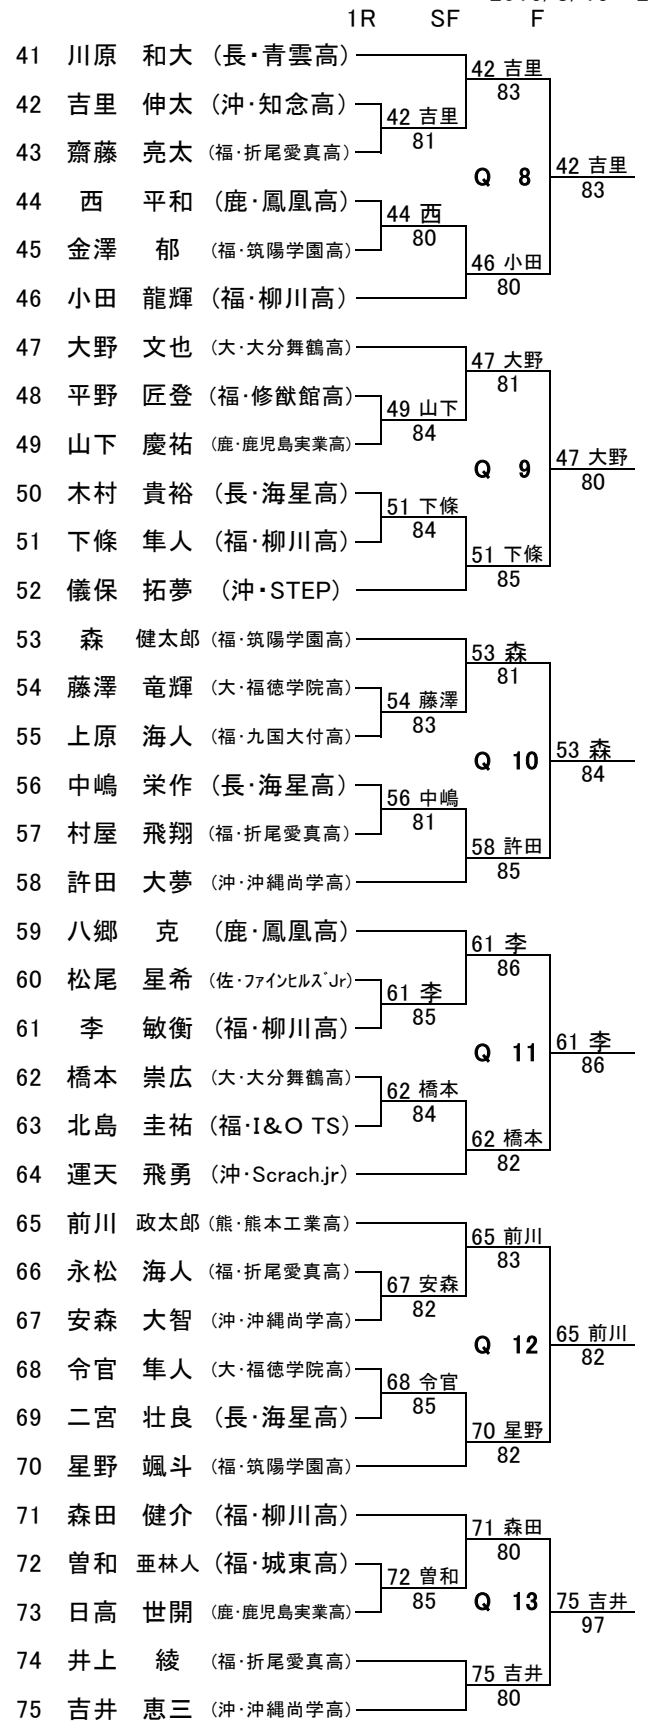 1R SF F
41 川原 和大 (長・青雲高)
42 吉里
83
42 吉里 伸太 (沖・知念高)
42 吉里
81
43 齋藤 亮太 (福・折尾愛真高)
Q 8
42 吉里
83
44 西 平和 (鹿・鳳凰高)
44 西
80
45 金澤 郁 (福・筑陽学園高)
46 小田
80
46 小田 龍輝 (福・柳川高)
47 大野 文也 (大・大分舞鶴高)
47 大野
81
48 平野 匠登 (福・修猷館高)
49 山下
84
49 山下 慶祐 (鹿・鹿児島実業高)
Q 9
47 大野
80
50 木村 貴裕 (長・海星高)
51 下條
84
51 下條 隼人 (福・柳川高)
51 下條
85
52 儀保 拓夢 (沖・STEP)
53 森 健太郎 (福・筑陽学園高)
53 森
81
54 藤澤 竜輝 (大・福徳学院高)
54 藤澤
83
55 上原 海人 (福・九国大付高)
Q 10
53 森
84
56 中嶋 栄作 (長・海星高)
56 中嶋
81
57 村屋 飛翔 (福・折尾愛真高)
58 許田
85
58 許田 大夢 (沖・沖縄尚学高)
59 八郷 克 (鹿・鳳凰高)
61 李
86
60 松尾 星希 (佐・ファインヒルズJr)
61 李
85
61 李 敏衡 (福・柳川高)
Q 11
61 李
86
62 橋本 崇広 (大・大分舞鶴高)
62 橋本
84
63 北島 圭祐 (福・I&O TS)
62 橋本
82
64 運天 飛勇 (沖・Scrach.jr)
65 前川 政太郎 (熊・熊本工業高)
65 前川
83
66 永松 海人 (福・折尾愛真高)
67 安森
82
67 安森 大智 (沖・沖縄尚学高)
Q 12
65 前川
82
68 令官 隼人 (大・福徳学院高)
68 令官
85
69 二宮 壮良 (長・海星高)
70 星野
82
70 星野 颯斗 (福・筑陽学園高)
71 森田 健介 (福・柳川高)
71 森田
80
72 曽和 亜林人 (福・城東高)
72 曽和
85
73 日高 世開 (鹿・鹿児島実業高)
Q 13
75 吉井
97
74 井上 綾 (福・折尾愛真高)
75 吉井
80
75 吉井 恵三 (沖・沖縄尚学高)